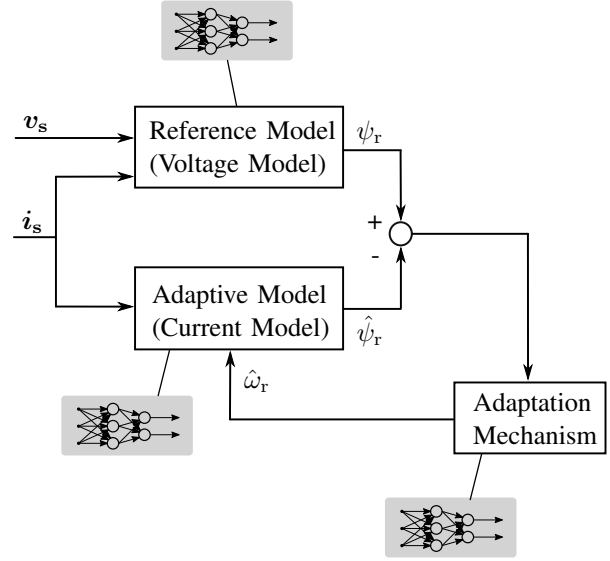 v_s
Reference Model
(Voltage Model)
ψ_r
i_s
+
-
Adaptive Model
(Current Model)
ψ̂_r
ω̂_r
Adaptation
Mechanism